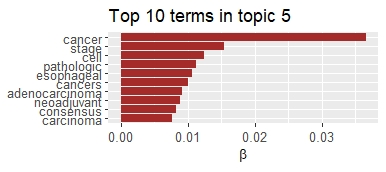 Top 10 terms in topic 5
cancer
stage
cell
pathologic
esophageal
cancers
adenocarcinoma
neoadjuvant
consensus
carcinoma
0.00 0.01 0.02 0.03
β